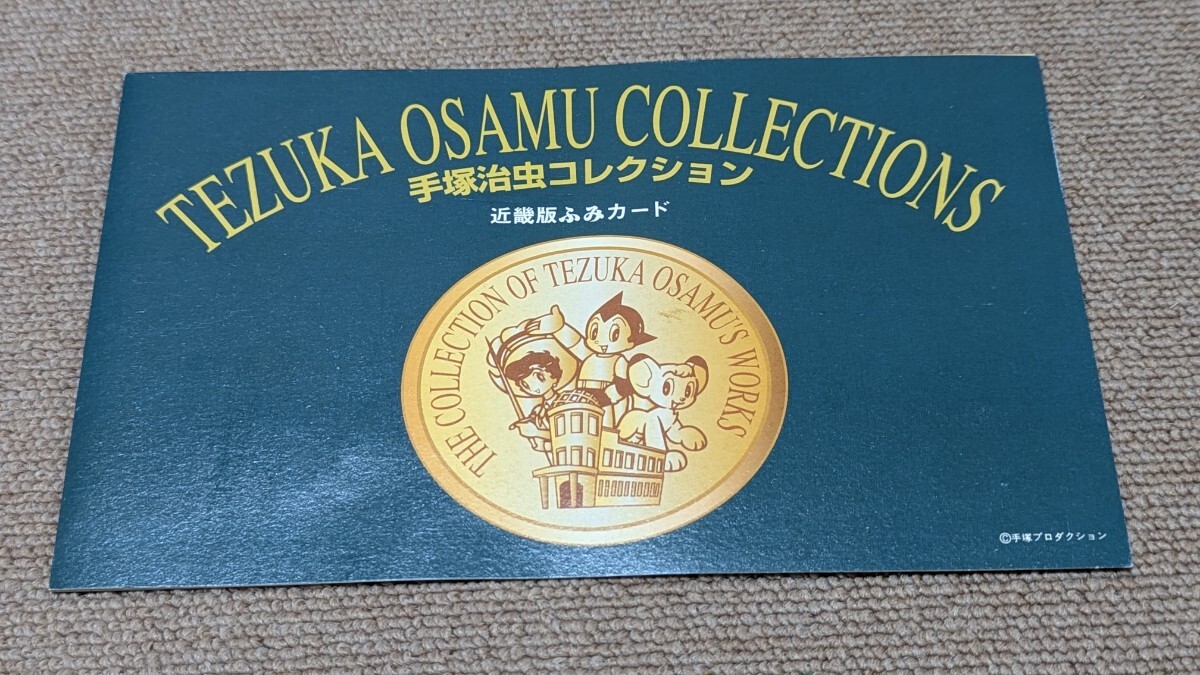 TEZUKA OSAMU COLLECTIONS
手塚治虫コレクション
近畿版ふみカード
THE COLLECTION OF TEZUKA OSAMU'S WORKS
©手塚プロダクション